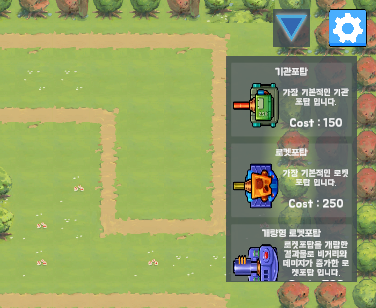 기관포탑
가장 기본적인 기관
포탑 입니다.
Cost : 150
로켓포탑
가장 기본적인 로켓
포탑 입니다.
Cost : 250
개량형 로켓포탑
로켓포탑을 개량한
결과물로 비거리와
데미지가 증가한 로
켓포탑 입니다.